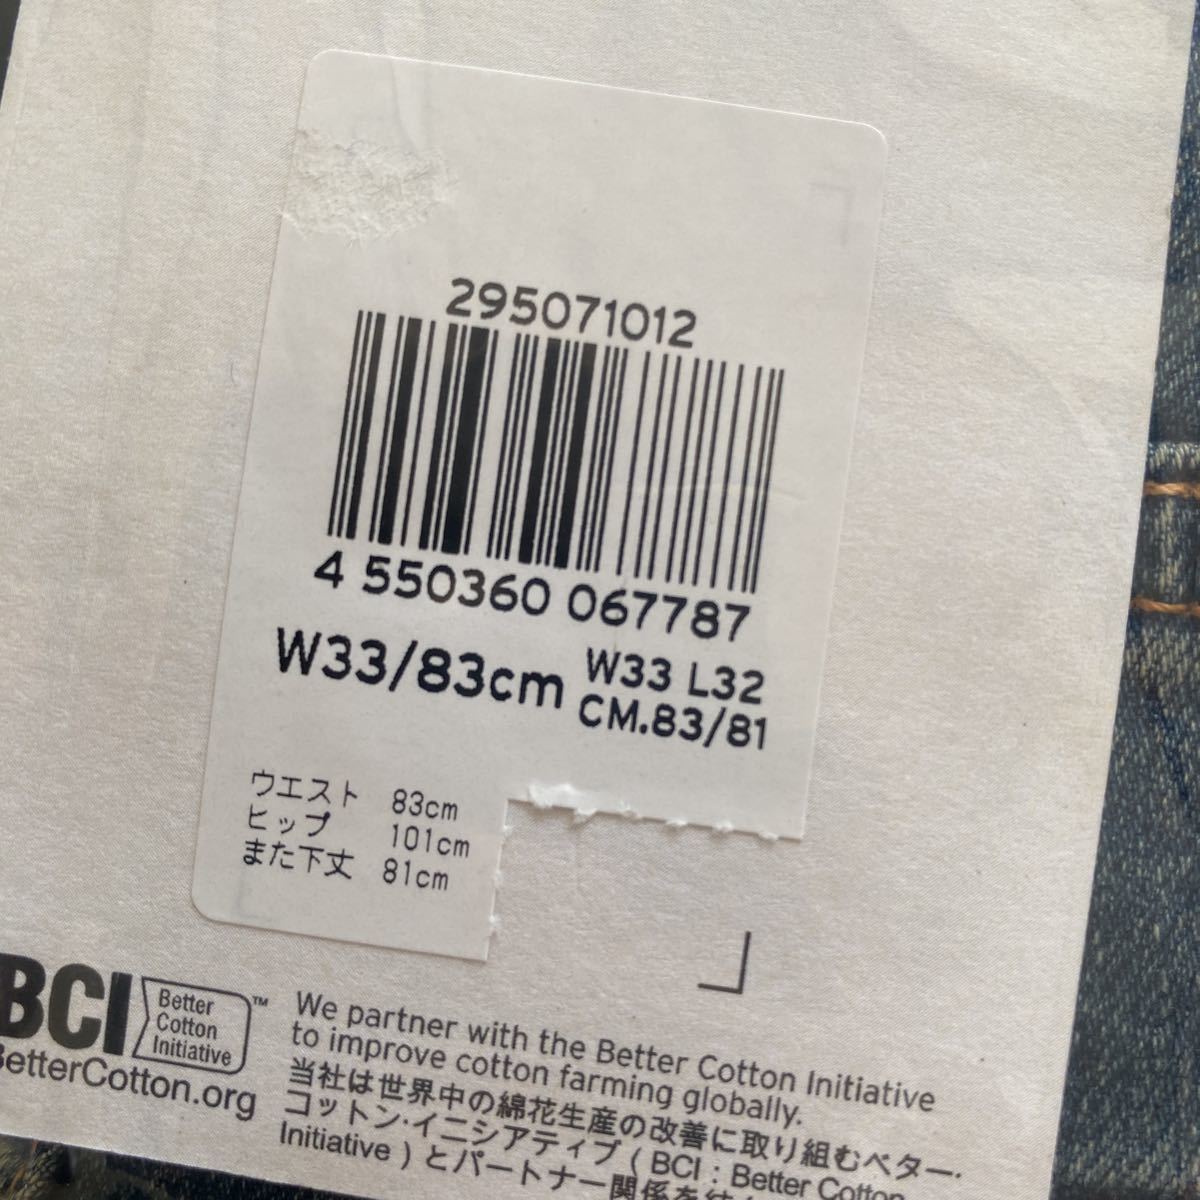 295071012
4 550360 067787
W33/83cm
W33 L32
CM.83/81
ウエスト 83cm
ヒップ 101cm
また下丈 81cm
BCI
Better
Cotton
Initiative
™
BetterCotton.org
We partner with the Better Cotton Initiative
to improve cotton farming globally.
当社は世界中の綿花生産の改善に取り組むベター・
コットン・イニシアティブ ( BCI : Better Cotton
Initiative ) とパートナー関係を